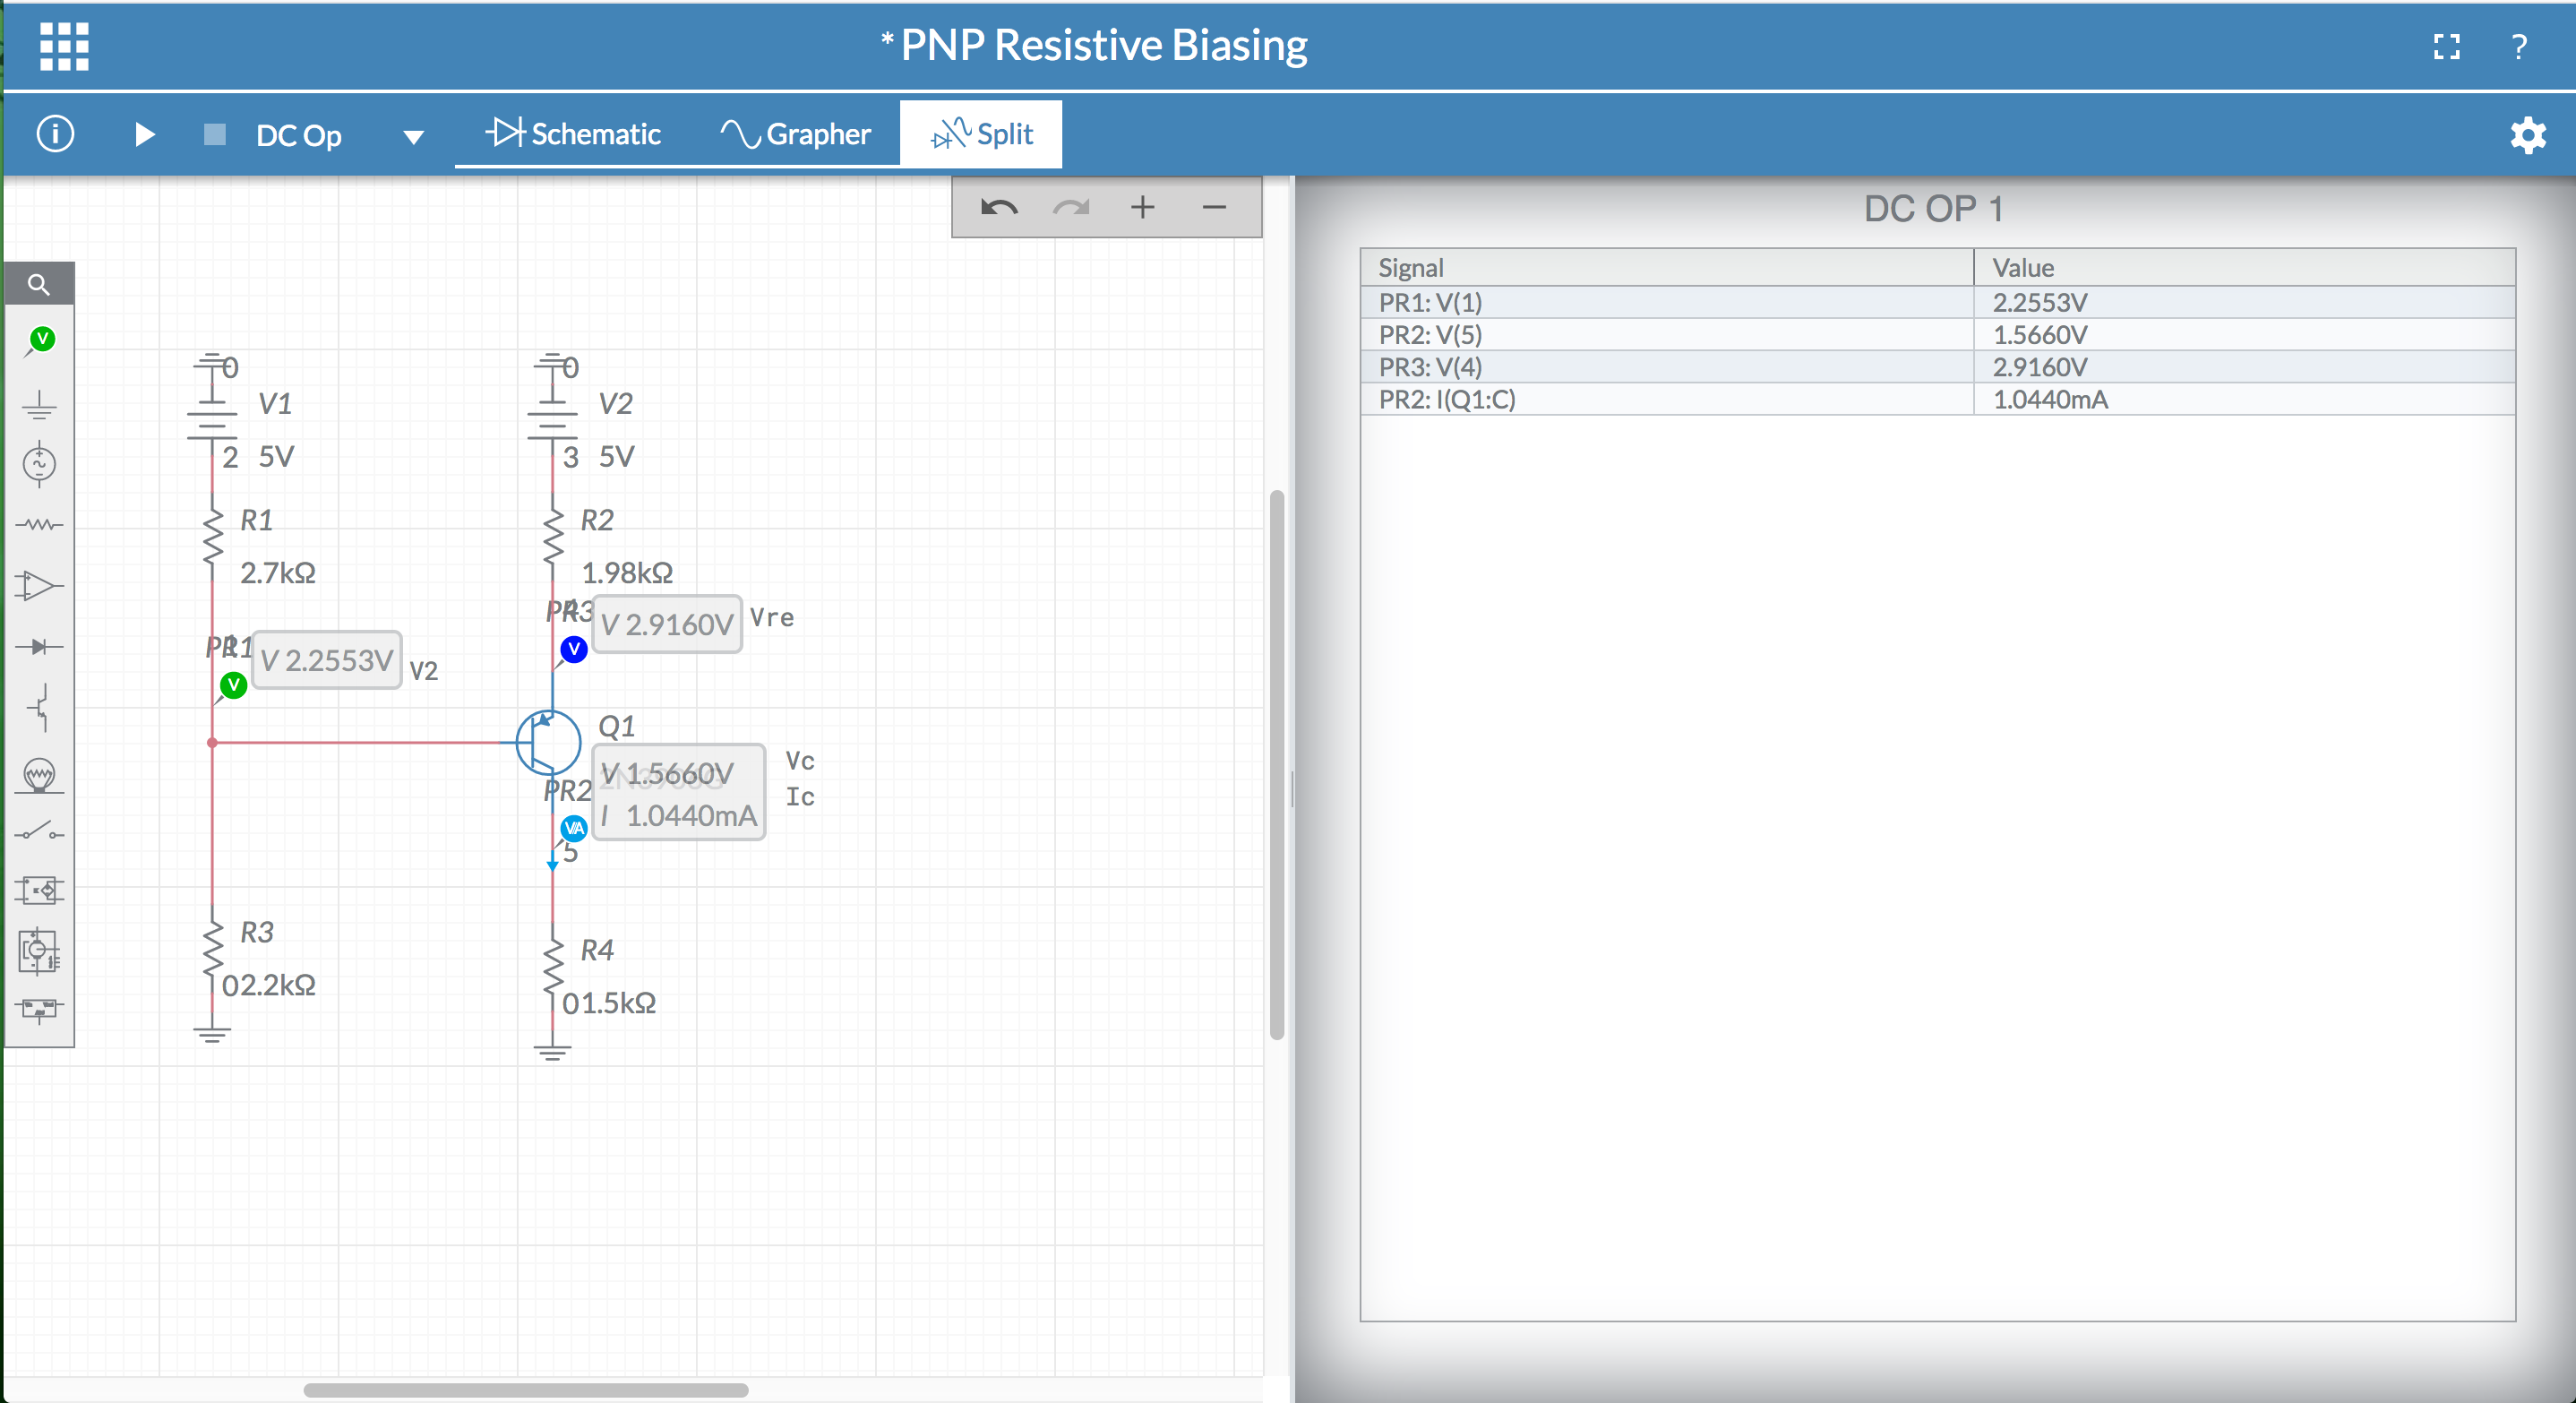 *PNP Resistive Biasing
?
i
DC Op
Schematic
Grapher
Split
DC OP 1
Signal Value
PR1: V(1) 2.2553V
PR2: V(5) 1.5660V
PR3: V(4) 2.9160V
PR2: I(Q1:C) 1.0440mA
V
0
V1
2 5V
R1
2.7kΩ
PR1
V 2.2553V
V2
V
R3
02.2kΩ
0
V2
3 5V
R2
1.98kΩ
PR3
V 2.9160V
Vre
V
Q1
V 1.5660V
Vc
PR2
I 1.0440mA
Ic
VA
5
R4
01.5kΩ